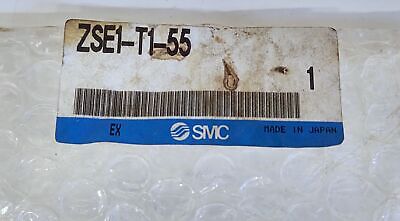 ZSE1-T1-55
1
EX SMC MADE IN JAPAN